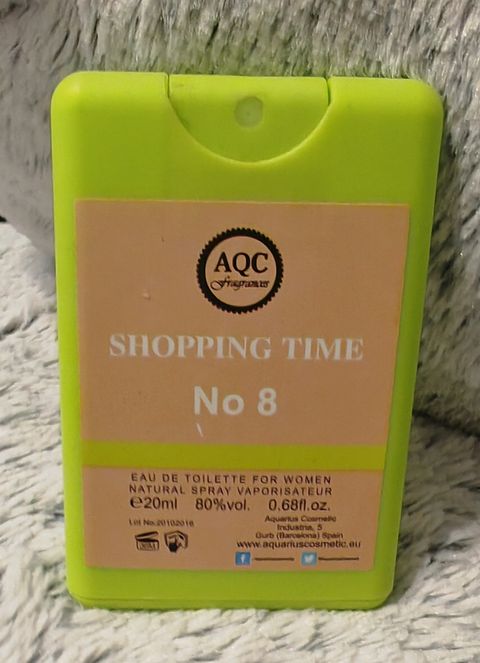 AQC
Fragrances
SHOPPING TIME
No 8
EAU DE TOILETTE FOR WOMEN
NATURAL SPRAY VAPORISATEUR
℮20ml 80%vol. 0.68fl.oz.
Lot No:20102016
Aquarius Cosmetic
Industria, 5
Gurb (Barcelona) Spain
www.aquariuscosmetic.eu